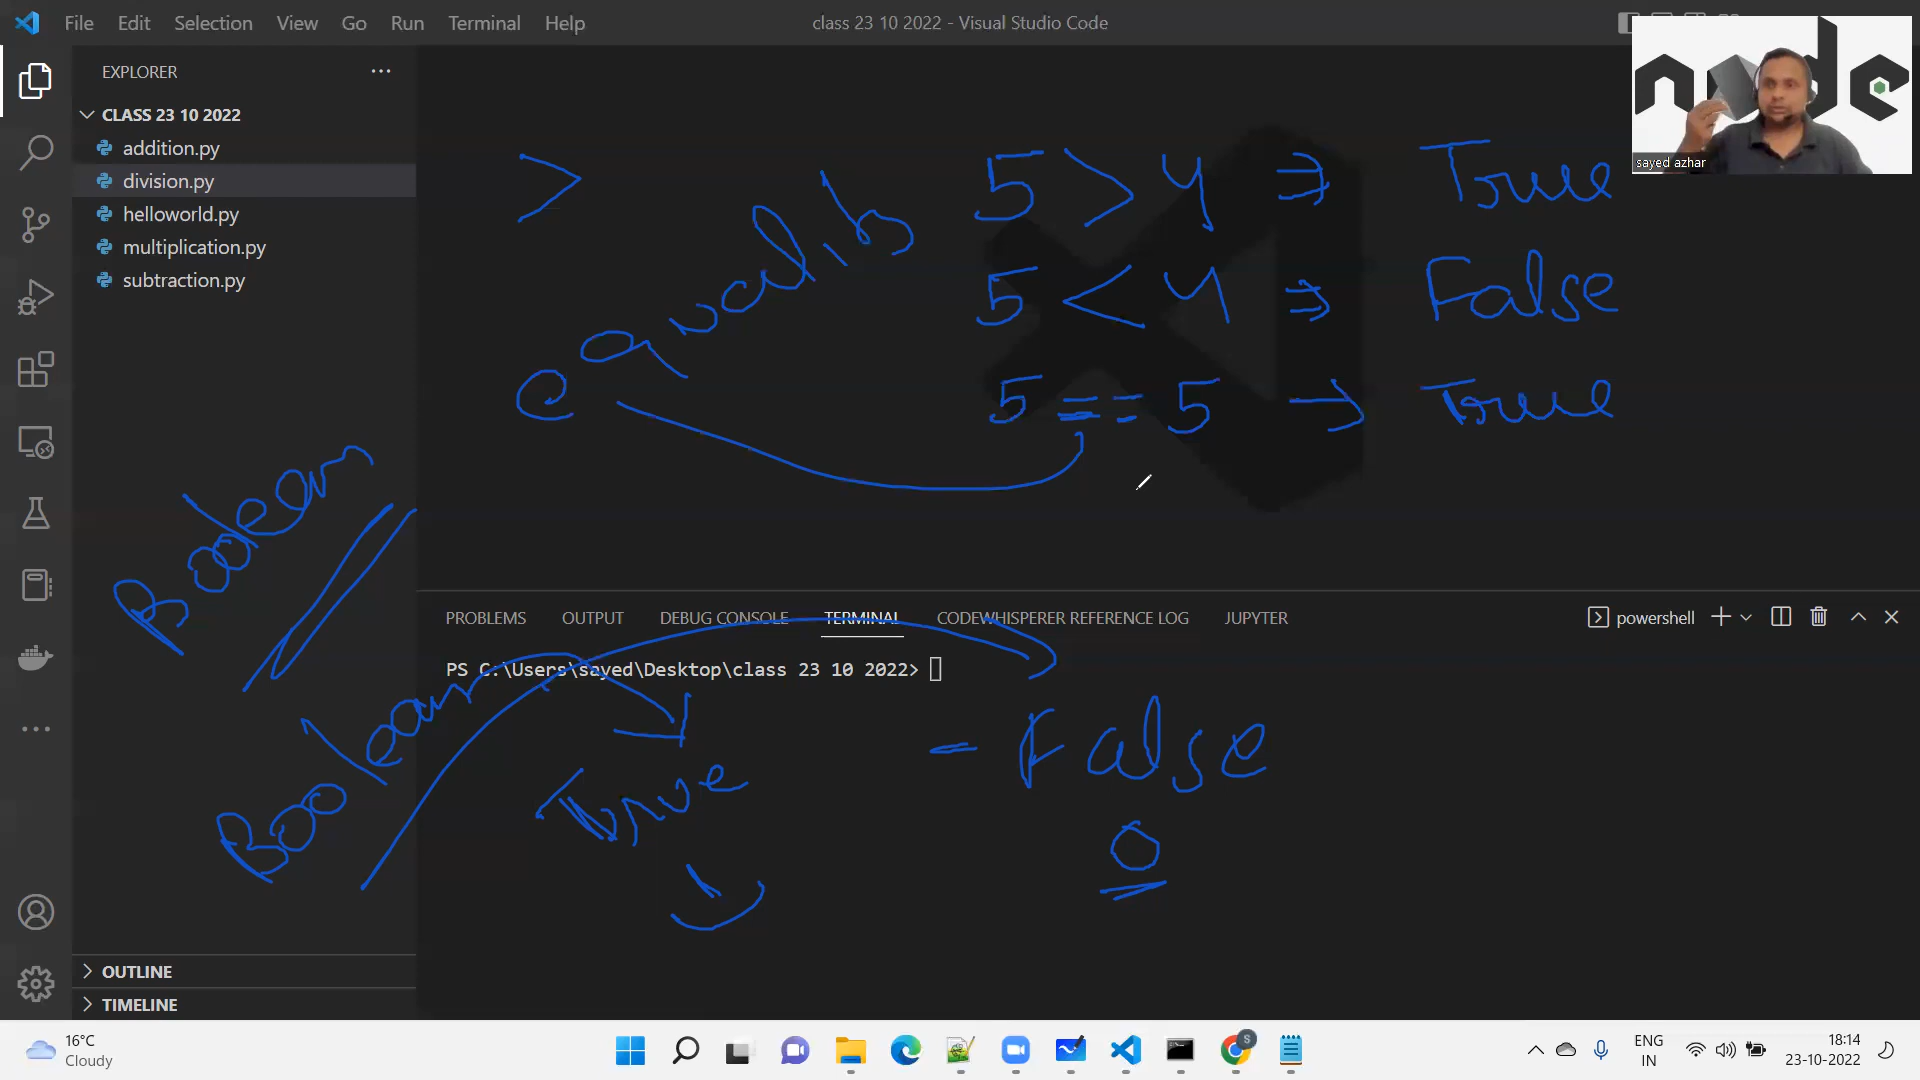 File Edit Selection View Go Run Terminal Help
class 23 10 2022 - Visual Studio Code
node
sayed azhar
EXPLORER
CLASS 23 10 2022
addition.py
division.py
helloworld.py
multiplication.py
subtraction.py
> 5 > 4 ⇒ True
5 < 4 ⇒ False
5 == 5 → True
Boolean
PROBLEMS OUTPUT DEBUG CONSOLE TERMINAL CODEWHISPERER REFERENCE LOG JUPYTER
powershell
PS C:\Users\sayed\Desktop\class 23 10 2022>
Boolean
True
- False
0
OUTLINE
TIMELINE
16°C
Cloudy
S
ENG
IN
18:14
23-10-2022